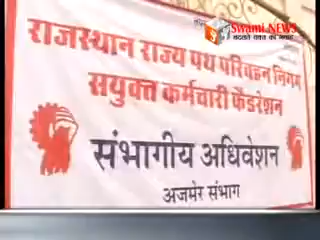 Swami NEWS
राजस्थान राज्य पथ परिवहन निगम
सयुक्त कर्मचारी फैडरेशन
संभागीय अधिवेशन
अजमेर संभाग